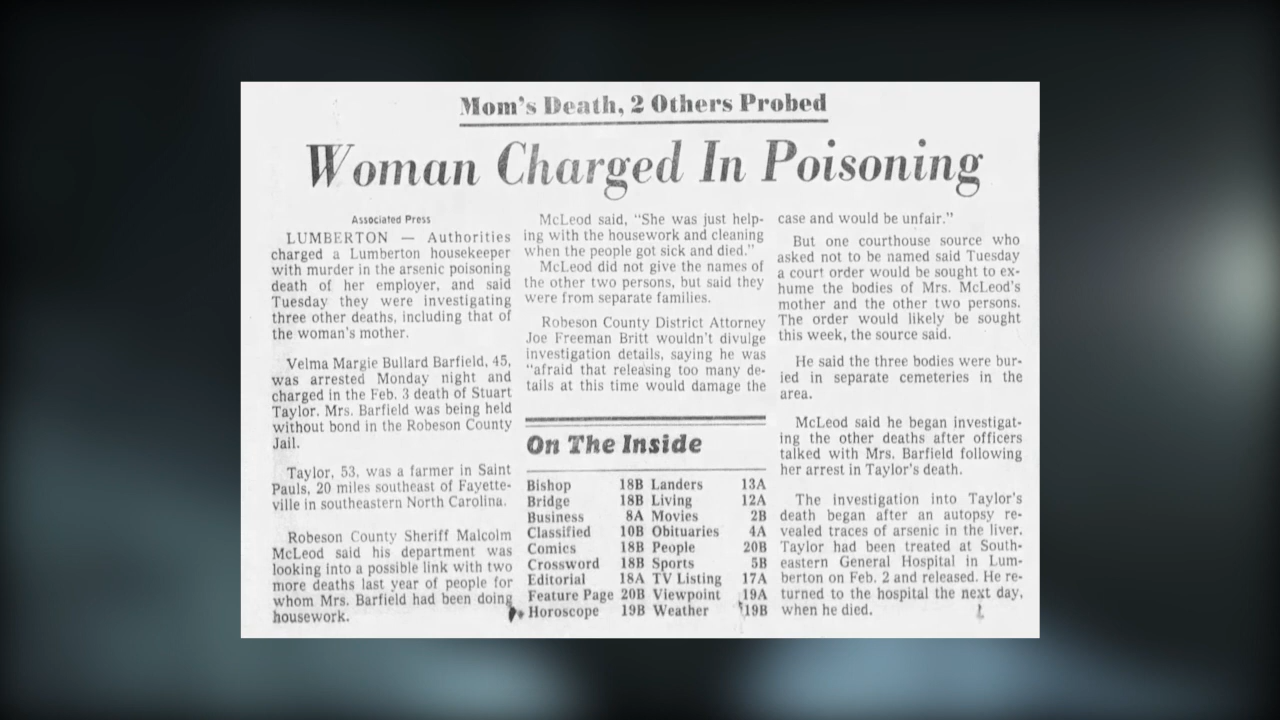 Mom's Death, 2 Others Probed
Woman Charged In Poisoning
Associated Press
LUMBERTON — Authorities
charged a Lumberton housekeeper
with murder in the arsenic poisoning
death of her employer, and said
Tuesday they were investigating
three other deaths, including that of
the woman's mother.
Velma Margie Bullard Barfield, 45,
was arrested Monday night and
charged in the Feb. 3 death of Stuart
Taylor. Mrs. Barfield was being held
without bond in the Robeson County
Jail.
Taylor, 53, was a farmer in Saint
Pauls, 20 miles southeast of Fayette-
ville in southeastern North Carolina.
Robeson County Sheriff Malcolm
McLeod said his department was
looking into a possible link with two
more deaths last year of people for
whom Mrs. Barfield had been doing
housework.
McLeod said, "She was just help-
ing with the housework and cleaning
when the people got sick and died."
McLeod did not give the names of
the other two persons, but said they
were from separate families.
Robeson County District Attorney
Joe Freeman Britt wouldn't divulge
investigation details, saying he was
"afraid that releasing too many de-
tails at this time would damage the
case and would be unfair."
But one courthouse source who
asked not to be named said Tuesday
a court order would be sought to ex-
hume the bodies of Mrs. McLeod's
mother and the other two persons.
The order would likely be sought
this week, the source said.
He said the three bodies were bur-
ied in separate cemeteries in the
area.
McLeod said he began investigat-
ing the other deaths after officers
talked with Mrs. Barfield following
her arrest in Taylor's death.
The investigation into Taylor's
death began after an autopsy re-
vealed traces of arsenic in the liver.
Taylor had been treated at South-
eastern General Hospital in Lum-
berton on Feb. 2 and released. He re-
turned to the hospital the next day,
when he died.
On The Inside
Bishop 18B Landers 13A
Bridge 18B Living 12A
Business 8A Movies 2B
Classified 10B Obituaries 4A
Comics 18B People 20B
Crossword 18B Sports 5B
Editorial 18A TV Listing 17A
Feature Page 20B Viewpoint 19A
Horoscope 19B Weather 19B